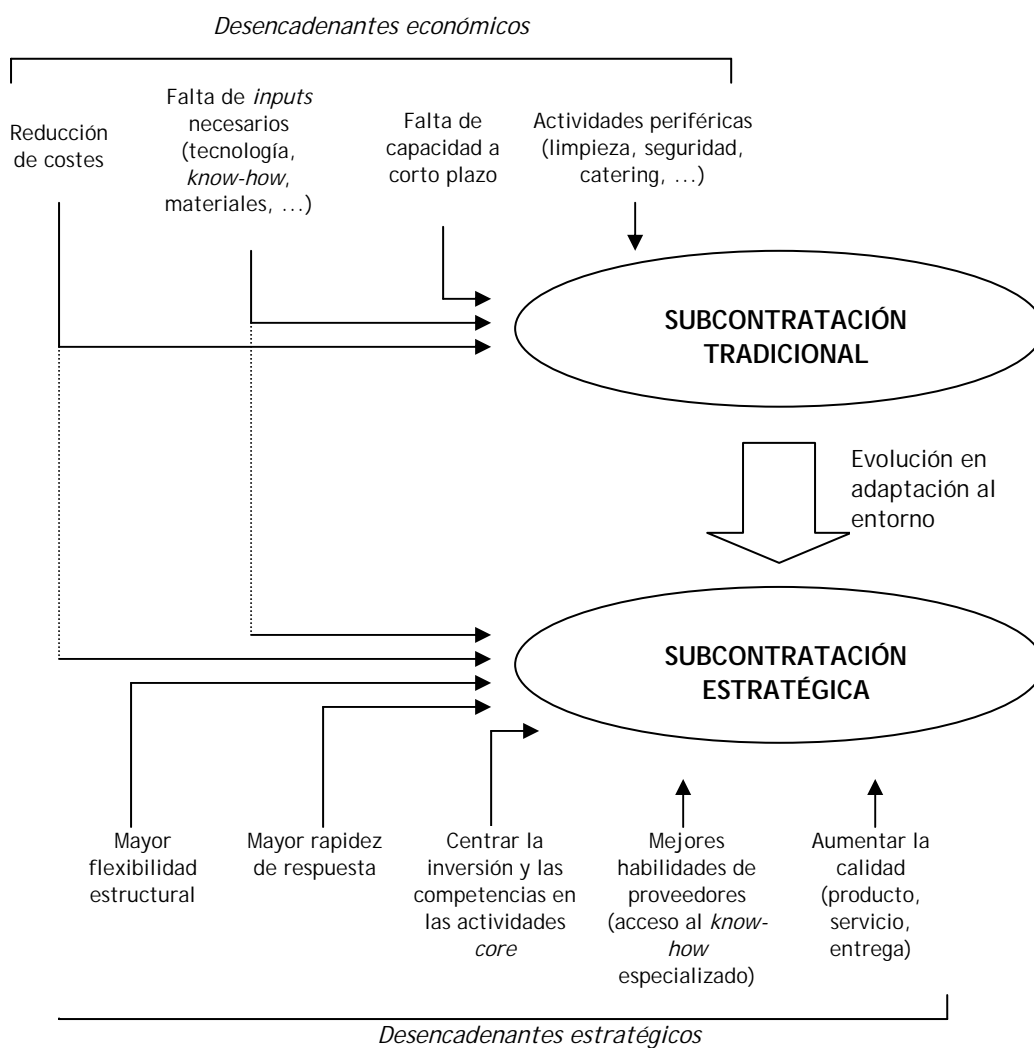 Desencadenantes económicos
Reducción
de costes
Falta de inputs
necesarios
(tecnología,
know-how,
materiales, ...)
Falta de
capacidad a
corto plazo
Actividades periféricas
(limpieza, seguridad,
catering, ...)
SUBCONTRATACIÓN
TRADICIONAL
Evolución en
adaptación al
entorno
SUBCONTRATACIÓN
ESTRATÉGICA
Mayor
flexibilidad
estructural
Mayor rapidez
de respuesta
Centrar la
inversión y las
competencias en
las actividades
core
Mejores
habilidades de
proveedores
(acceso al know-
how
especializado)
Aumentar la
calidad
(producto,
servicio,
entrega)
Desencadenantes estratégicos